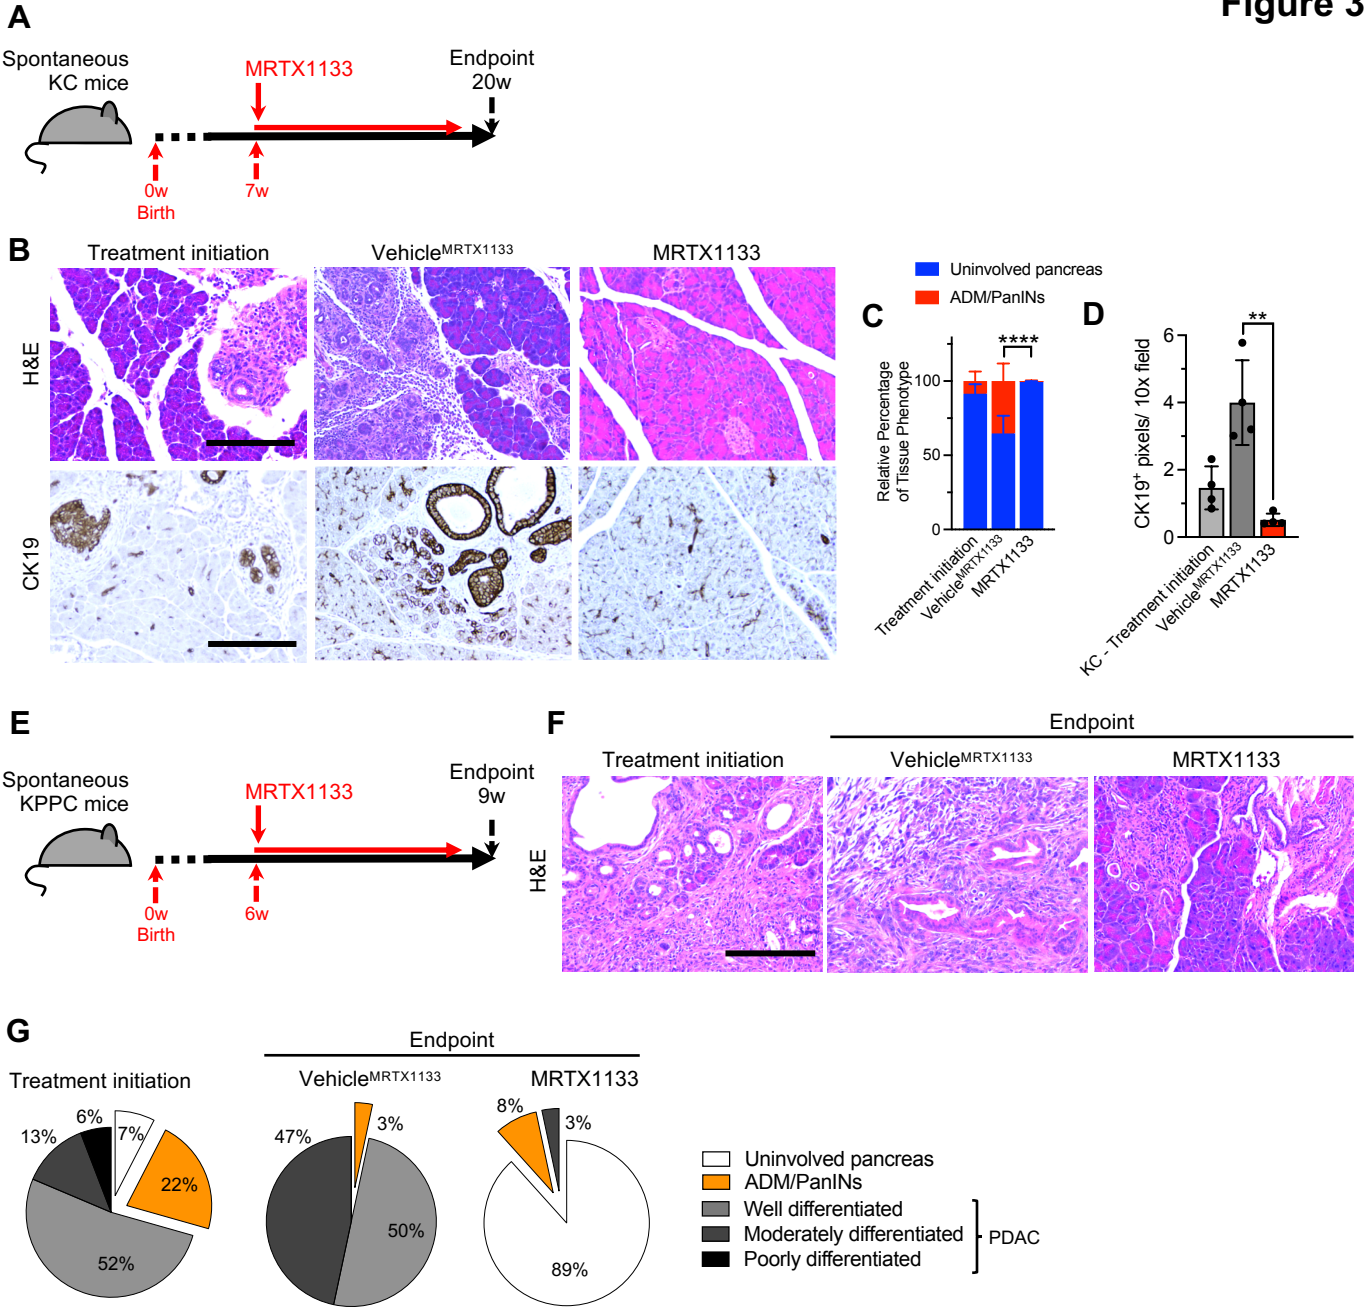 Figure 3
A
Spontaneous
KC mice
MRTX1133
Endpoint
20w
0w
Birth
7w
B
Treatment initiation
VehicleMRTX1133
MRTX1133
H&E
CK19
Uninvolved pancreas
ADM/PanINs
C
Relative Percentage
of Tissue Phenotype
100
50
0
****
Treatment initiation
VehicleMRTX1133
MRTX1133
D
CK19+ pixels/ 10x field
6
4
2
0
**
KC - Treatment initiation
VehicleMRTX1133
MRTX1133
E
Spontaneous
KPPC mice
MRTX1133
Endpoint
9w
0w
Birth
6w
F
Endpoint
Treatment initiation
VehicleMRTX1133
MRTX1133
H&E
G
Endpoint
Treatment initiation
VehicleMRTX1133
MRTX1133
6%
7%
13%
22%
52%
47%
3%
50%
8%
3%
89%
Uninvolved pancreas
ADM/PanINs
Well differentiated
Moderately differentiated
Poorly differentiated
PDAC